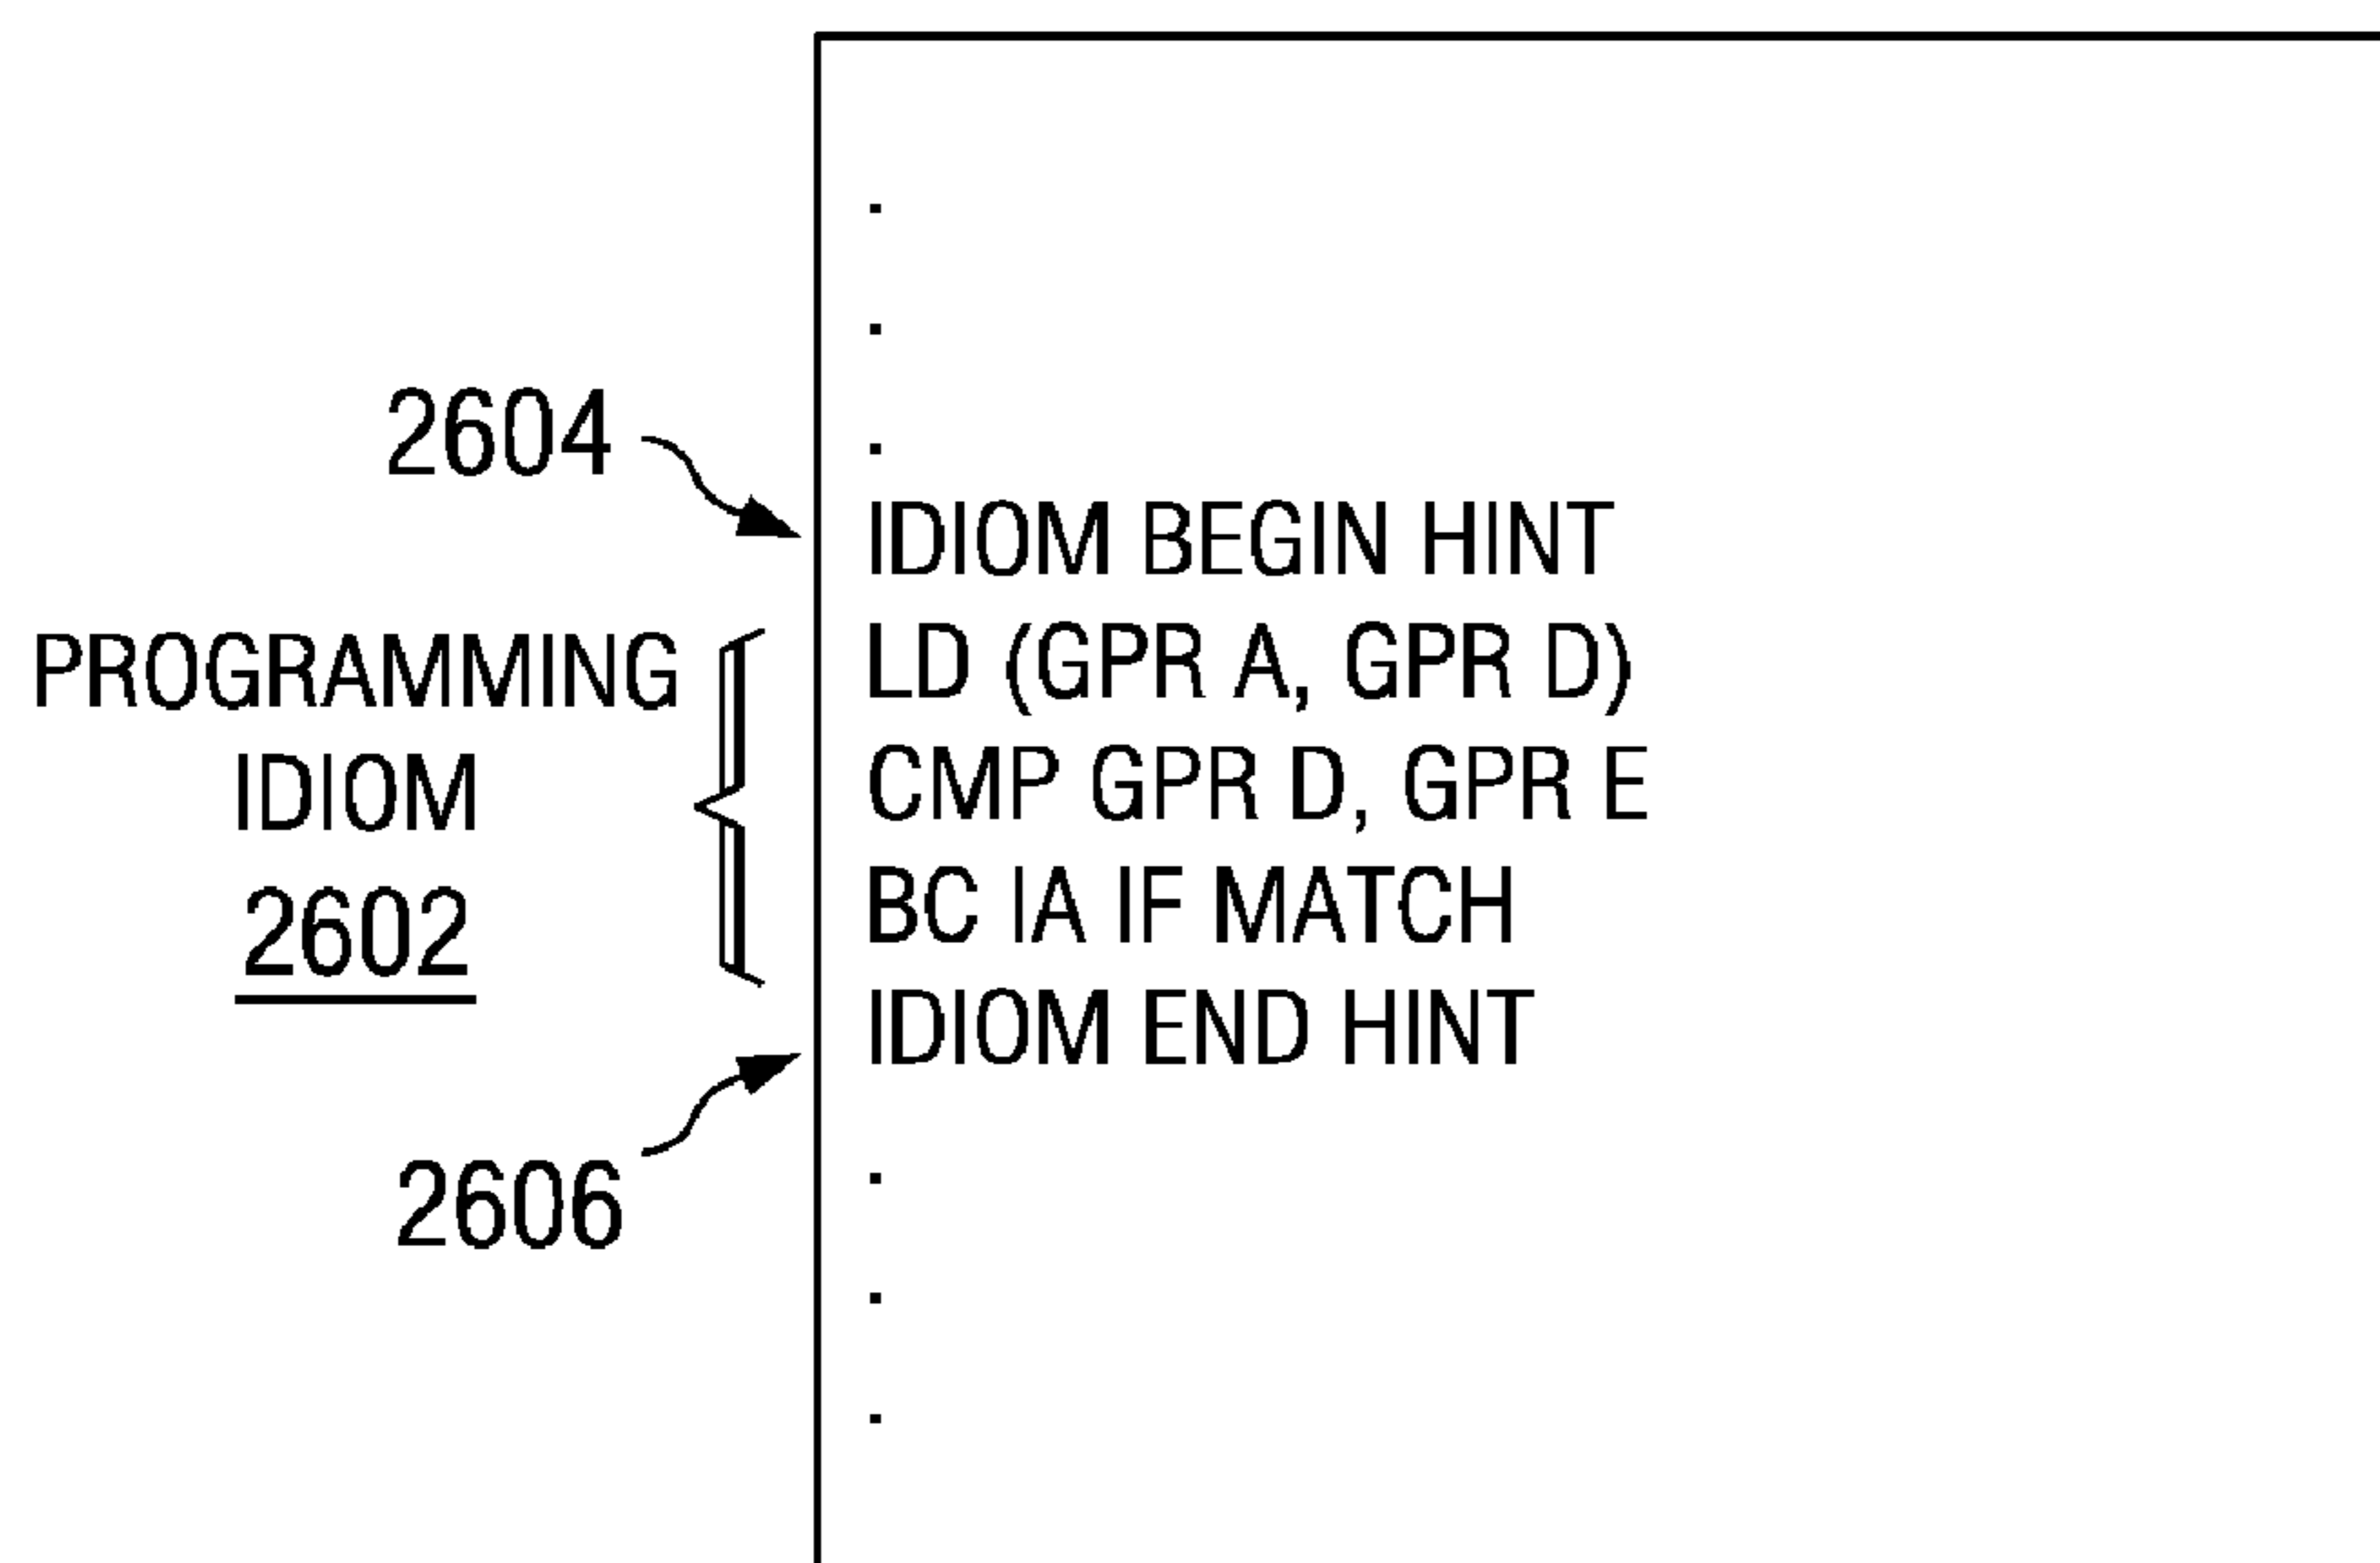 2604
IDIOM BEGIN HINT
PROGRAMMING
IDIOM
2602
LD (GPR A, GPR D)
CMP GPR D, GPR E
BC IA IF MATCH
IDIOM END HINT
2606